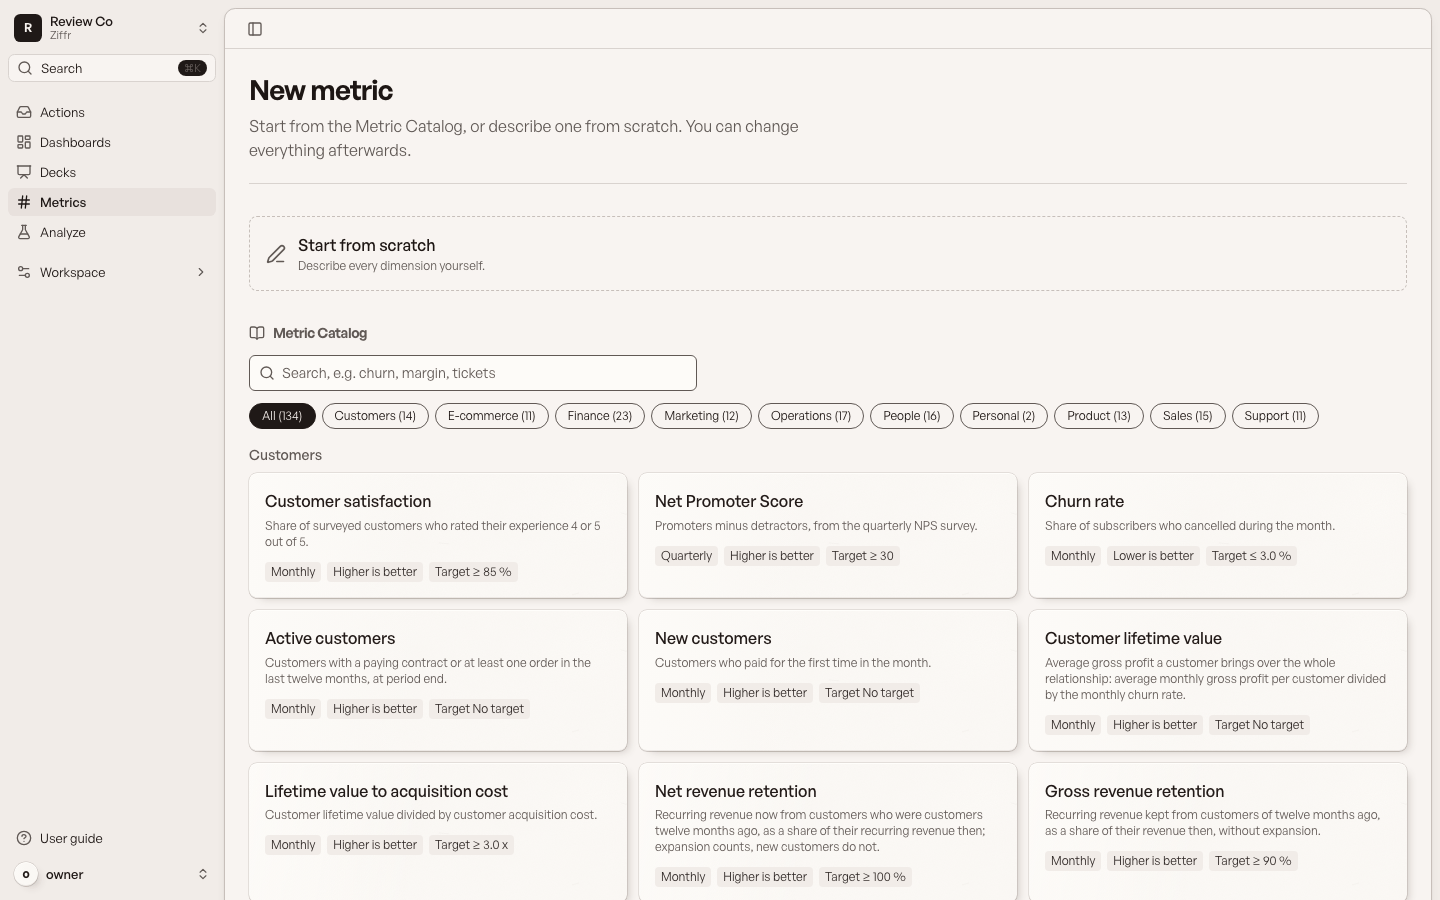 R
Review Co
Ziffr
Search
⌘K
Actions
Dashboards
Decks
Metrics
Analyze
Workspace
User guide
o
owner
New metric
Start from the Metric Catalog, or describe one from scratch. You can change
everything afterwards.
Start from scratch
Describe every dimension yourself.
Metric Catalog
Search, e.g. churn, margin, tickets
All (134) Customers (14) E-commerce (11) Finance (23) Marketing (12) Operations (17) People (16) Personal (2) Product (13) Sales (15) Support (11)
Customers
Customer satisfaction
Share of surveyed customers who rated their experience 4 or 5
out of 5.
Monthly Higher is better Target ≥ 85 %
Net Promoter Score
Promoters minus detractors, from the quarterly NPS survey.
Quarterly Higher is better Target ≥ 30
Churn rate
Share of subscribers who cancelled during the month.
Monthly Lower is better Target ≤ 3.0 %
Active customers
Customers with a paying contract or at least one order in the
last twelve months, at period end.
Monthly Higher is better Target No target
New customers
Customers who paid for the first time in the month.
Monthly Higher is better Target No target
Customer lifetime value
Average gross profit a customer brings over the whole
relationship: average monthly gross profit per customer divided
by the monthly churn rate.
Monthly Higher is better Target No target
Lifetime value to acquisition cost
Customer lifetime value divided by customer acquisition cost.
Monthly Higher is better Target ≥ 3.0 x
Net revenue retention
Recurring revenue now from customers who were customers
twelve months ago, as a share of their recurring revenue then;
expansion counts, new customers do not.
Monthly Higher is better Target ≥ 100 %
Gross revenue retention
Recurring revenue kept from customers of twelve months ago,
as a share of their revenue then, without expansion.
Monthly Higher is better Target ≥ 90 %